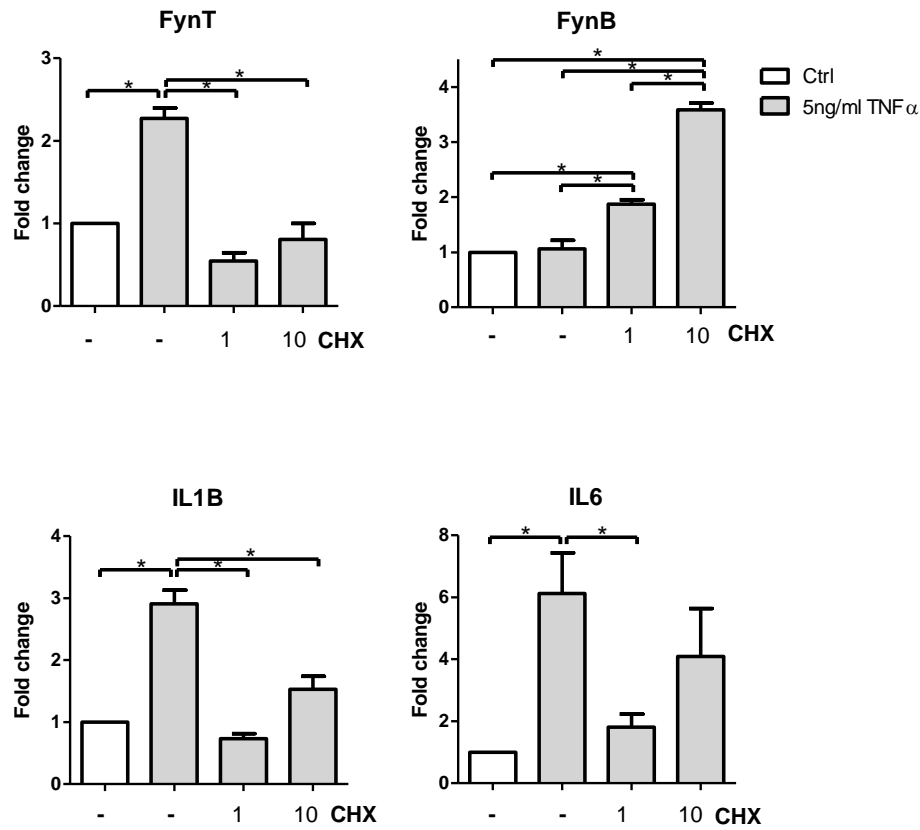 FynT
Fold change
3
2
1
0
*
*
*
- - 1 10 CHX
FynB
Fold change
4
3
2
1
0
*
*
*
*
*
- - 1 10 CHX
Ctrl
5ng/ml TNFα
IL1B
Fold change
4
3
2
1
0
*
*
*
- - 1 10 CHX
IL6
Fold change
8
6
4
2
0
*
*
- - 1 10 CHX